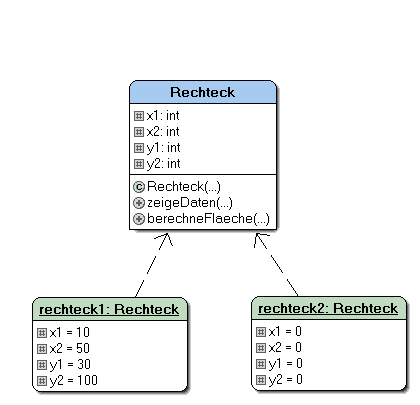 Rechteck
x1: int
x2: int
y1: int
y2: int
Rechteck(...)
zeigeDaten(...)
berechneFlaeche(...)
rechteck1: Rechteck
x1 = 10
x2 = 50
y1 = 30
y2 = 100
rechteck2: Rechteck
x1 = 0
x2 = 0
y1 = 0
y2 = 0